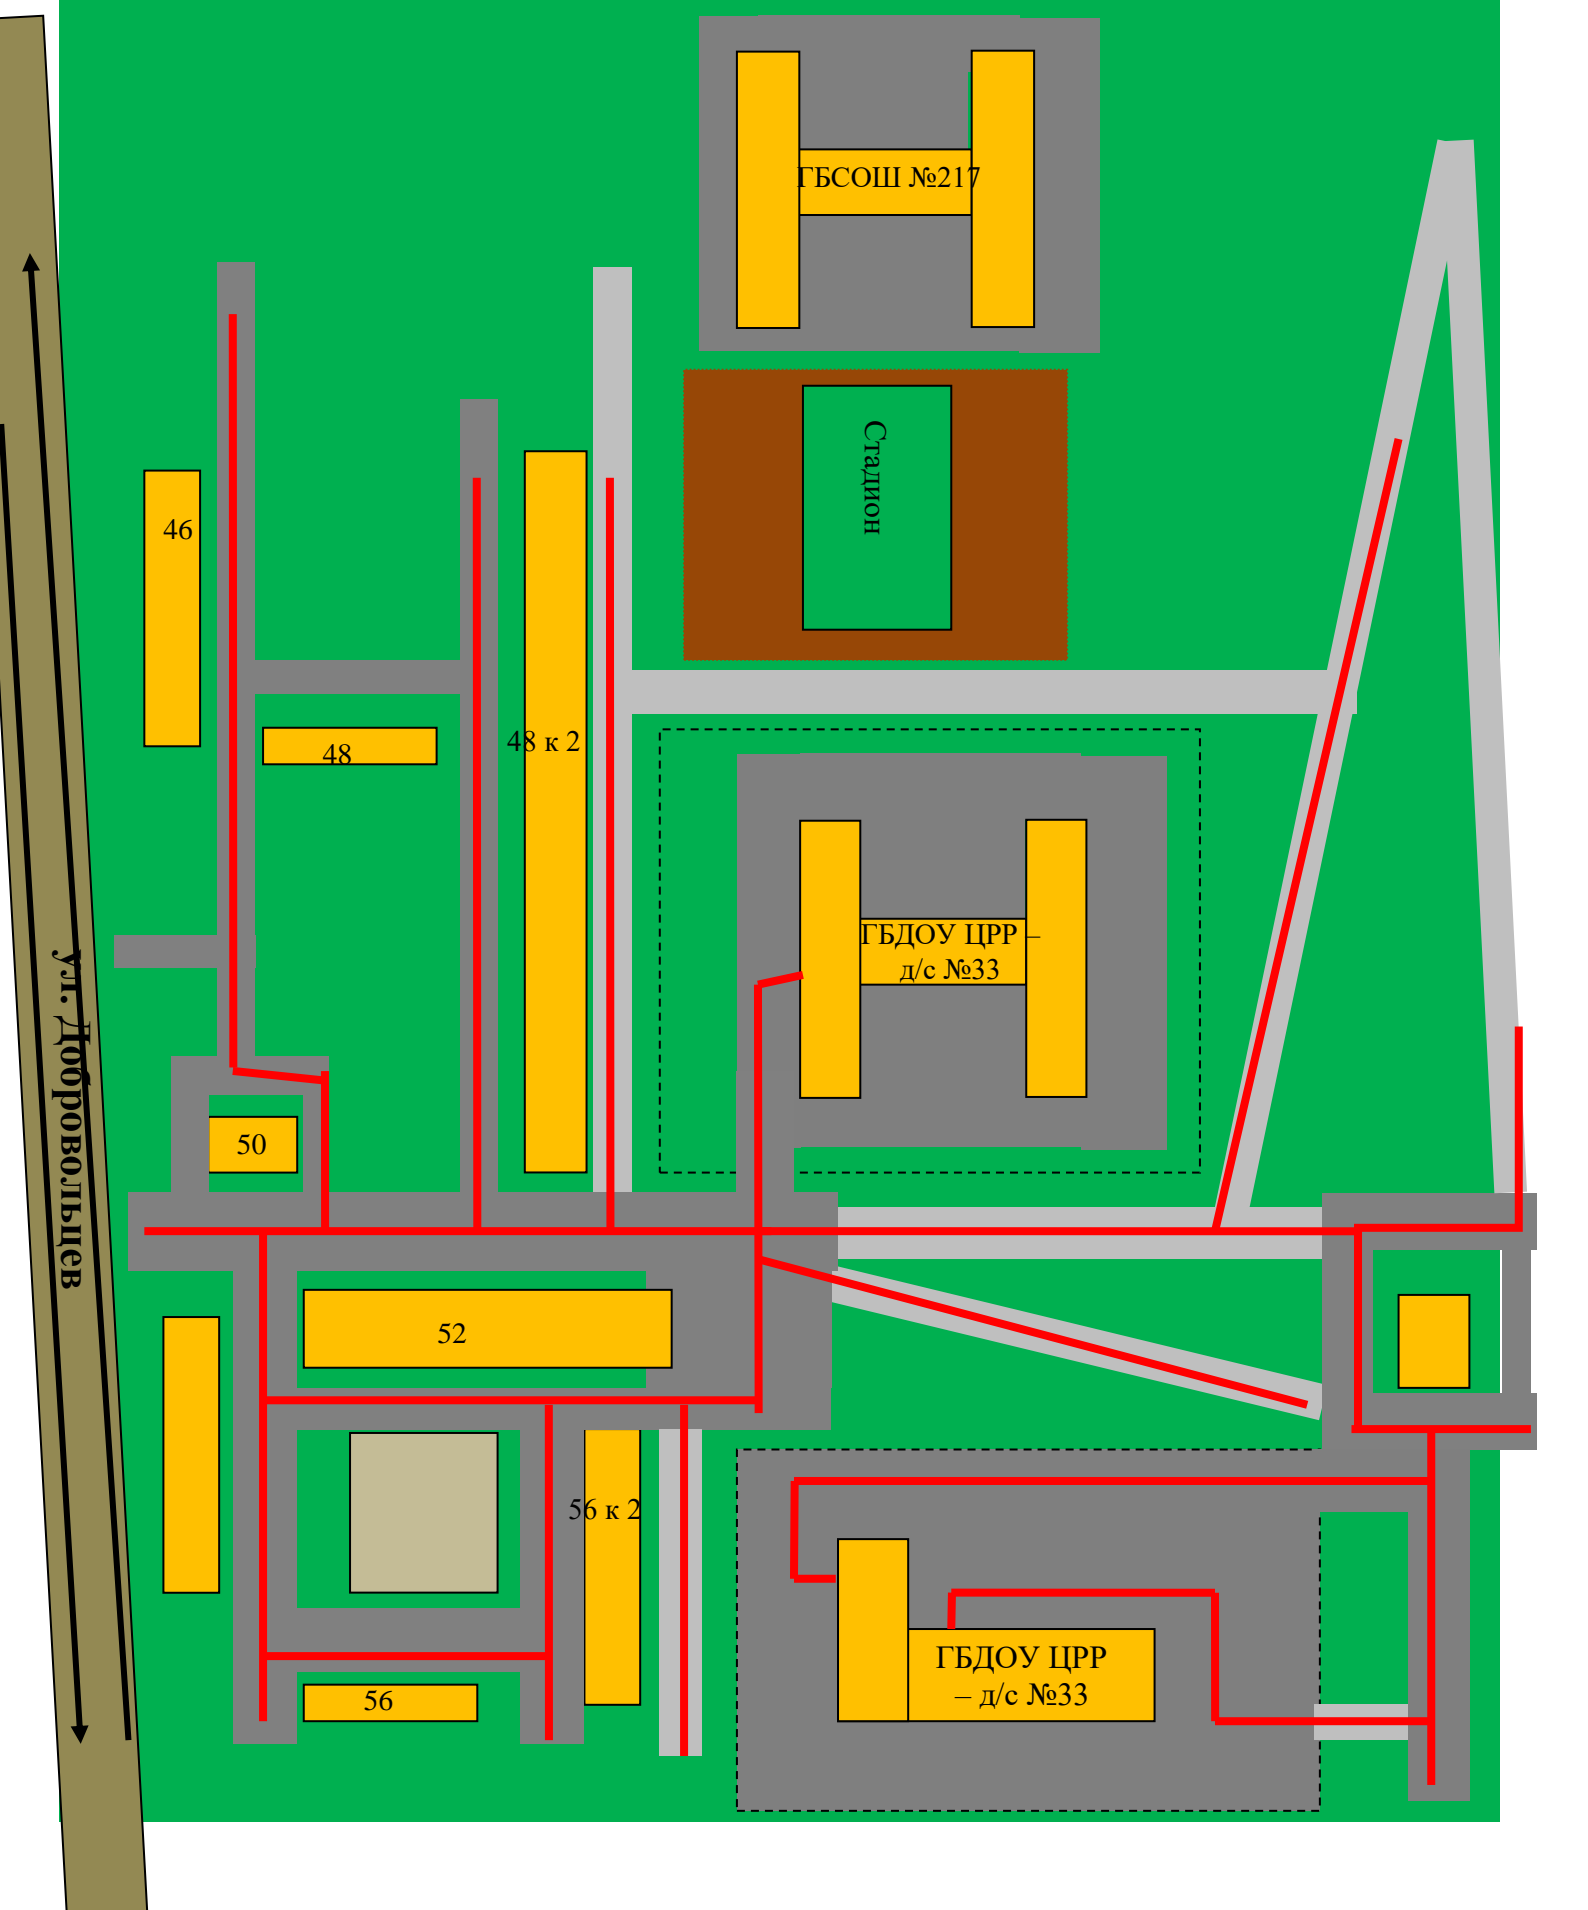 ГБСОШ №217
Стадион
46
48
48 к 2
ГБДОУ ЦРР –
д/с №33
ул. Добровольцев
50
52
56 к 2
ГБДОУ ЦРР
– д/с №33
56